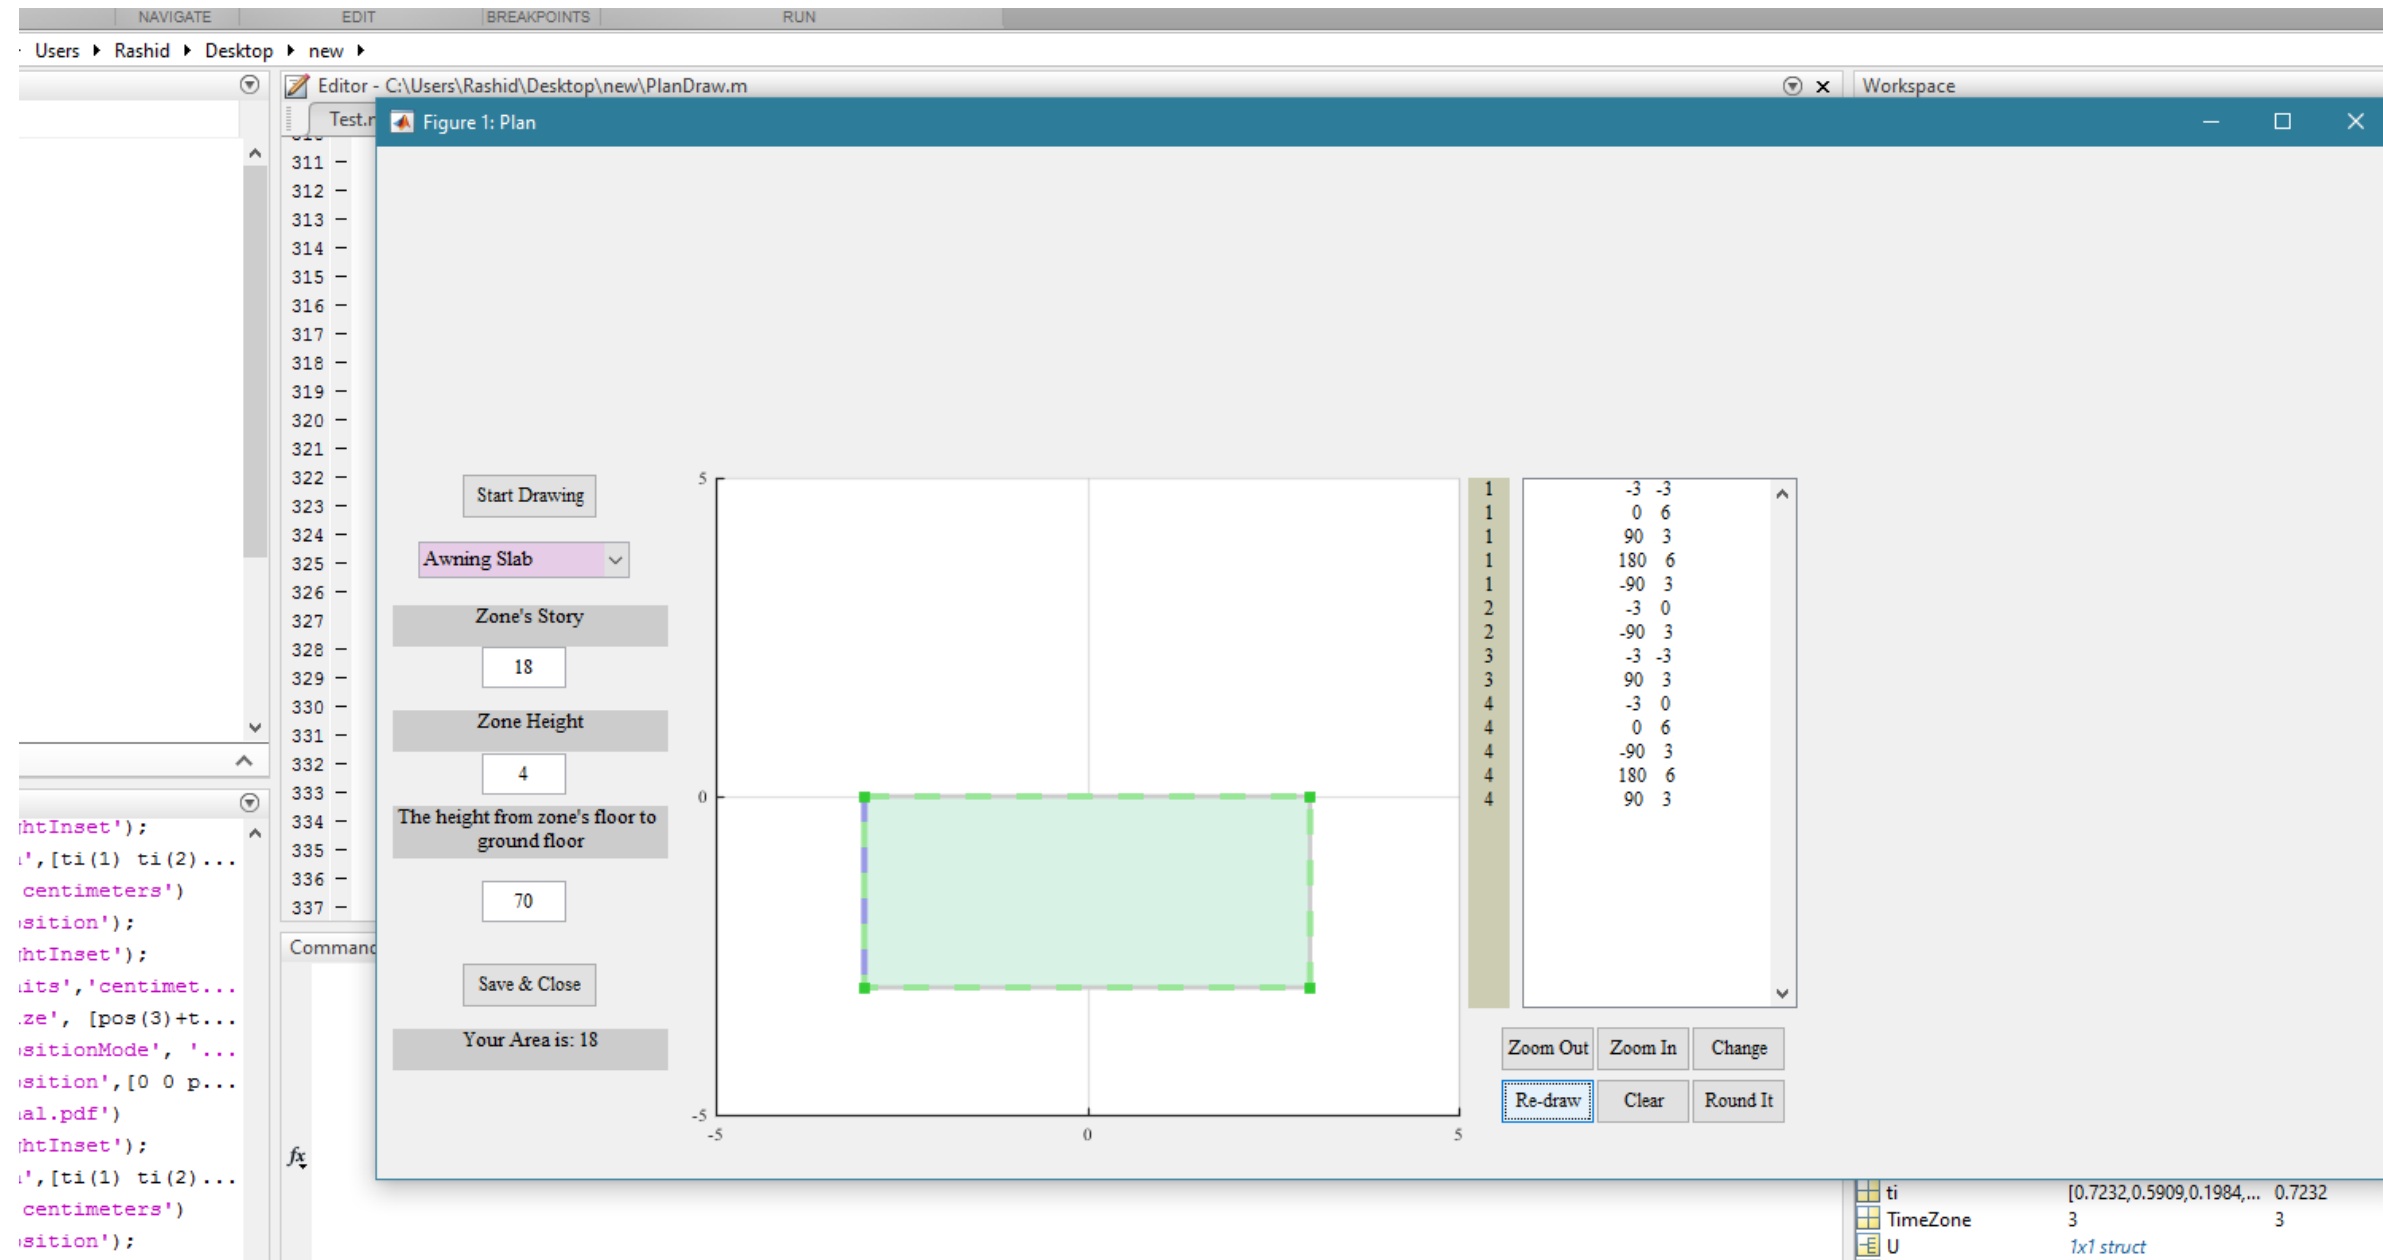 NAVIGATE EDIT BREAKPOINTS RUN
Users Rashid Desktop new
Editor - C:\Users\Rashid\Desktop\new\PlanDraw.m
Workspace
Figure 1: Plan
311
312
313
314
315
316
317
318
319
320
321
322
323
324
325
326
327
328
329
330
331
332
333
334
335
336
337
Start Drawing
Awning Slab
Zone's Story
18
Zone Height
4
The height from zone's floor to
ground floor
70
Save & Close
Your Area is: 18
5
0
-5
-5 0 5
1 -3 -3
1 0 6
1 90 3
1 180 6
1 -90 3
2 -3 0
2 -90 3
3 -3 -3
3 90 3
4 -3 0
4 0 6
4 -90 3
4 180 6
4 90 3
Zoom Out Zoom In Change
Re-draw Clear Round It
htInset');
',[ti(1) ti(2)...
centimeters')
sition');
htInset');
its','centimet...
ze', [pos(3)+t...
sitionMode', '...
sition',[0 0 p...
al.pdf')
htInset');
',[ti(1) ti(2)...
centimeters')
sition');
Command
fx
ti [0.7232,0.5909,0.1984,... 0.7232
TimeZone 3 3
U 1x1 struct